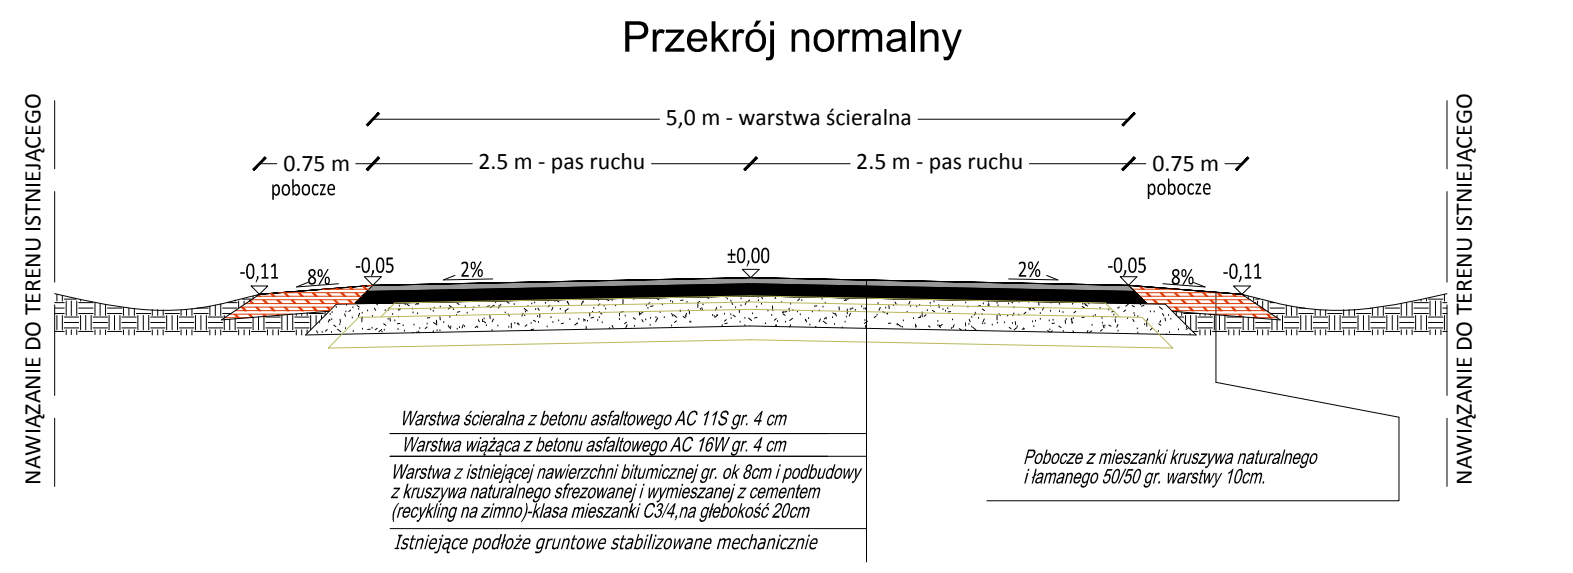 Przekrój normalny
NAWIĄZANIE DO TERENU ISTNIEJĄCEGO
5,0 m - warstwa ścieralna
0.75 m
pobocze
2.5 m - pas ruchu
2.5 m - pas ruchu
0.75 m
pobocze
-0,11
8%
-0,05
2%
±0,00
2%
-0,05
8%
-0,11
Warstwa ścieralna z betonu asfaltowego AC 11S gr. 4 cm
Warstwa wiążąca z betonu asfaltowego AC 16W gr. 4 cm
Warstwa z istniejącej nawierzchni bitumicznej gr. ok 8cm i podbudowy
z kruszywa naturalnego sfrezowanej i wymieszanej z cementem
(recykling na zimno)-klasa mieszanki C3/4,na głebokość 20cm
Istniejące podłoże gruntowe stabilizowane mechanicznie
Pobocze z mieszanki kruszywa naturalnego
i łamanego 50/50 gr. warstwy 10cm.
NAWIĄZANIE DO TERENU ISTNIEJĄCEGO